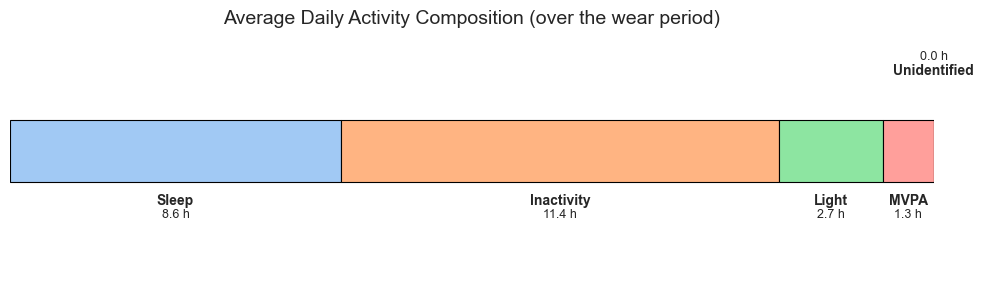 Average Daily Activity Composition (over the wear period)
0.0 h
Unidentified
Sleep
8.6 h
Inactivity
11.4 h
Light
2.7 h
MVPA
1.3 h